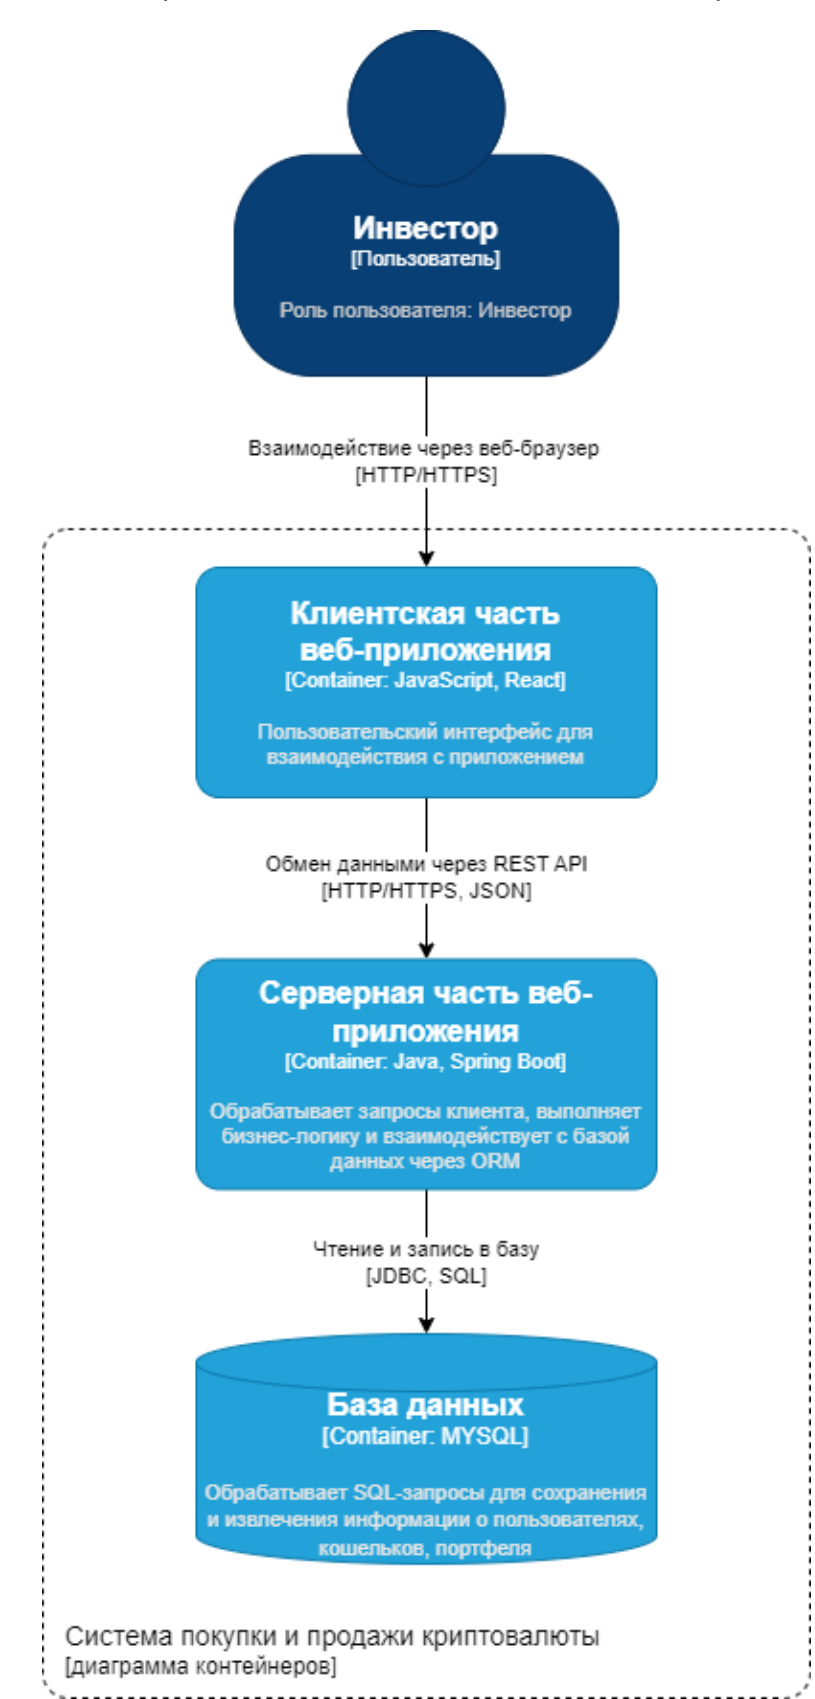 Инвестор
[Пользователь]
Роль пользователя: Инвестор
Взаимодействие через веб-браузер
[HTTP/HTTPS]
Клиентская часть
веб-приложения
[Container: JavaScript, React]
Пользовательский интерфейс для
взаимодействия с приложением
Обмен данными через REST API
[HTTP/HTTPS, JSON]
Серверная часть веб-
приложения
[Container: Java, Spring Boot]
Обрабатывает запросы клиента, выполняет
бизнес-логику и взаимодействует с базой
данных через ORM
Чтение и запись в базу
[JDBC, SQL]
База данных
[Container: MYSQL]
Обрабатывает SQL-запросы для сохранения
и извлечения информации о пользователях,
кошельков, портфеля
Система покупки и продажи криптовалюты
[диаграмма контейнеров]